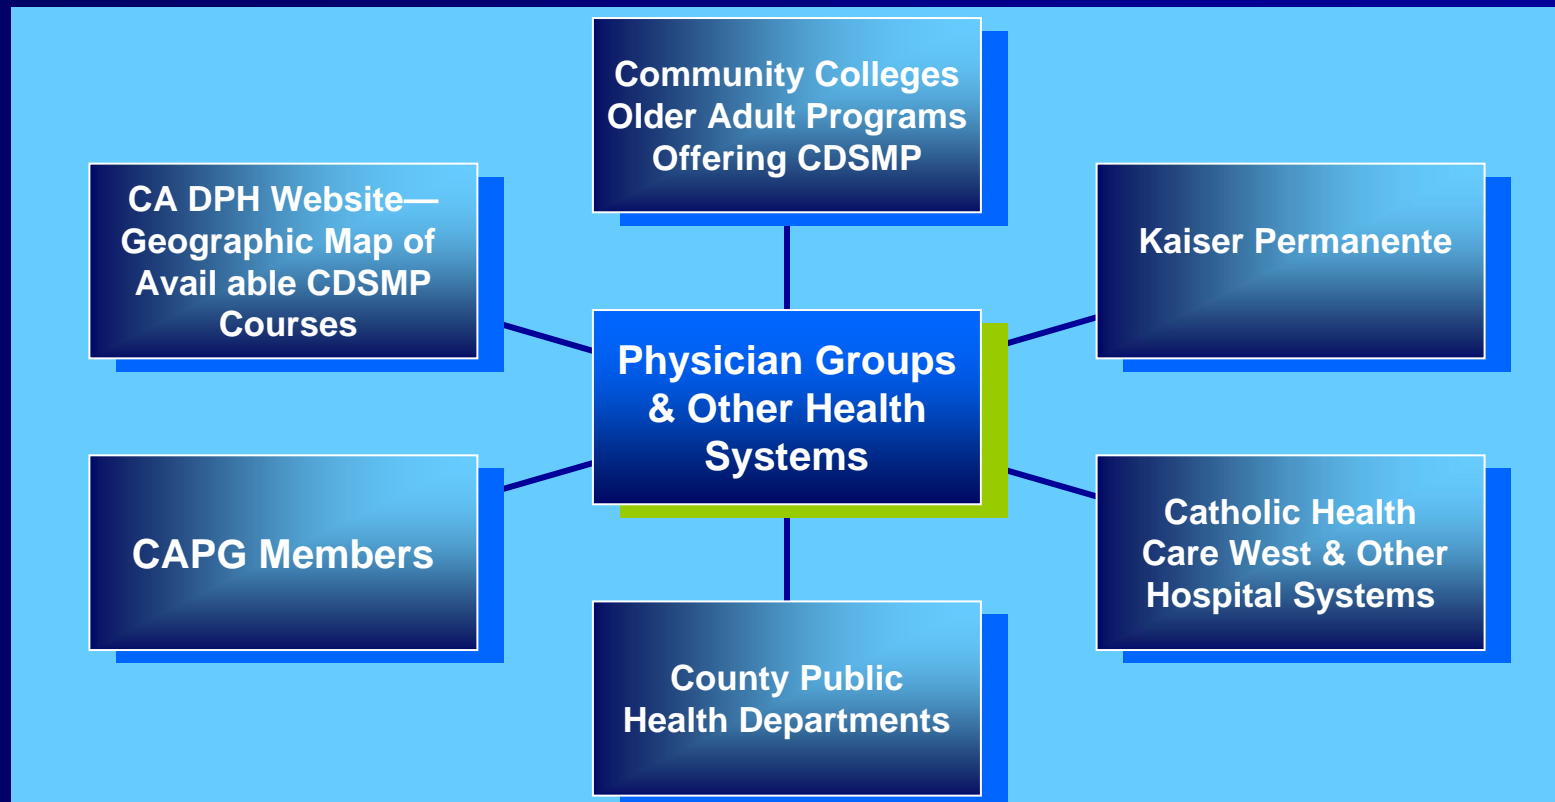 Community Colleges
Older Adult Programs
Offering CDSMP
CA DPH Website—
Geographic Map of
Avail able CDSMP
Courses
Kaiser Permanente
Physician Groups
& Other Health
Systems
CAPG Members
Catholic Health
Care West & Other
Hospital Systems
County Public
Health Departments